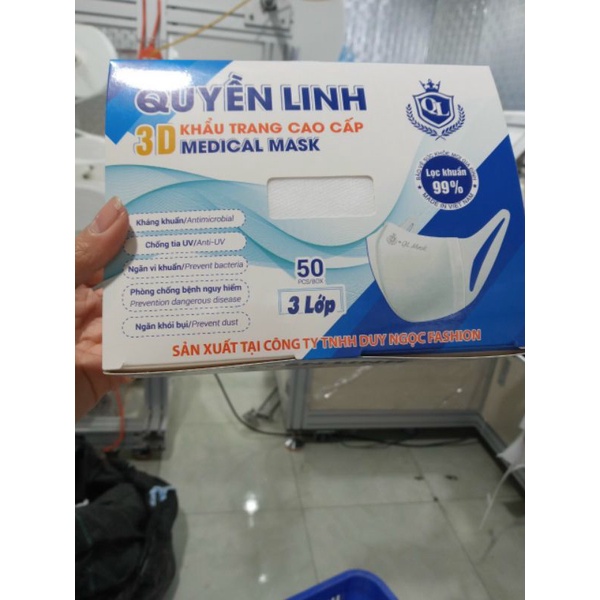 QUYỀN LINH
3D KHẨU TRANG CAO CẤP
MEDICAL MASK
QL
Lọc khuẩn
99%
MADE IN VIET NAM
Kháng khuẩn/Antimicrobial
Chống tia UV/Anti-UV
Ngăn vi khuẩn/Prevent bacteria
Phòng chống bệnh nguy hiểm
Prevention dangerous disease
Ngăn khói bụi/Prevent dust
50
PCS/BOX
3 Lớp
SẢN XUẤT TẠI CÔNG TY TNHH DUY NGỌC FASHION